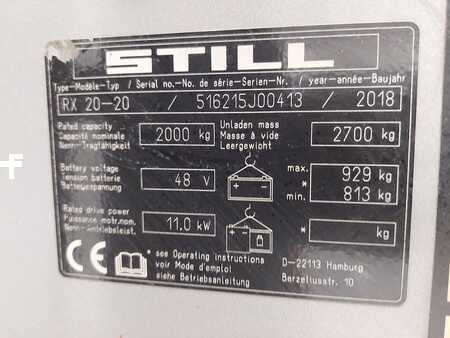 STILL
Type-Modèle-Typ / Serial no.-No. de série-Serien-Nr. / year-année-Baujahr
RX 20-20 / 516215J00413 / 2018
Rated capacity
Capacité nominale
Nenn-Tragfähigkeit
2000 kg
Unladen mass
Masse à vide
Leergewicht
2700 kg
Battery voltage
Tension batterie
Batteriespannung
48 V
max. 929 kg
*
min. 813 kg
Rated drive power
Puissance motr.nom.
Nenn-Antriebsleist.
11.0 kW
* kg
CE
* see Operating instructions
voir Mode d'emploi
siehe Betriebsanleitung
D-22113 Hamburg
Berzeliusstr. 10